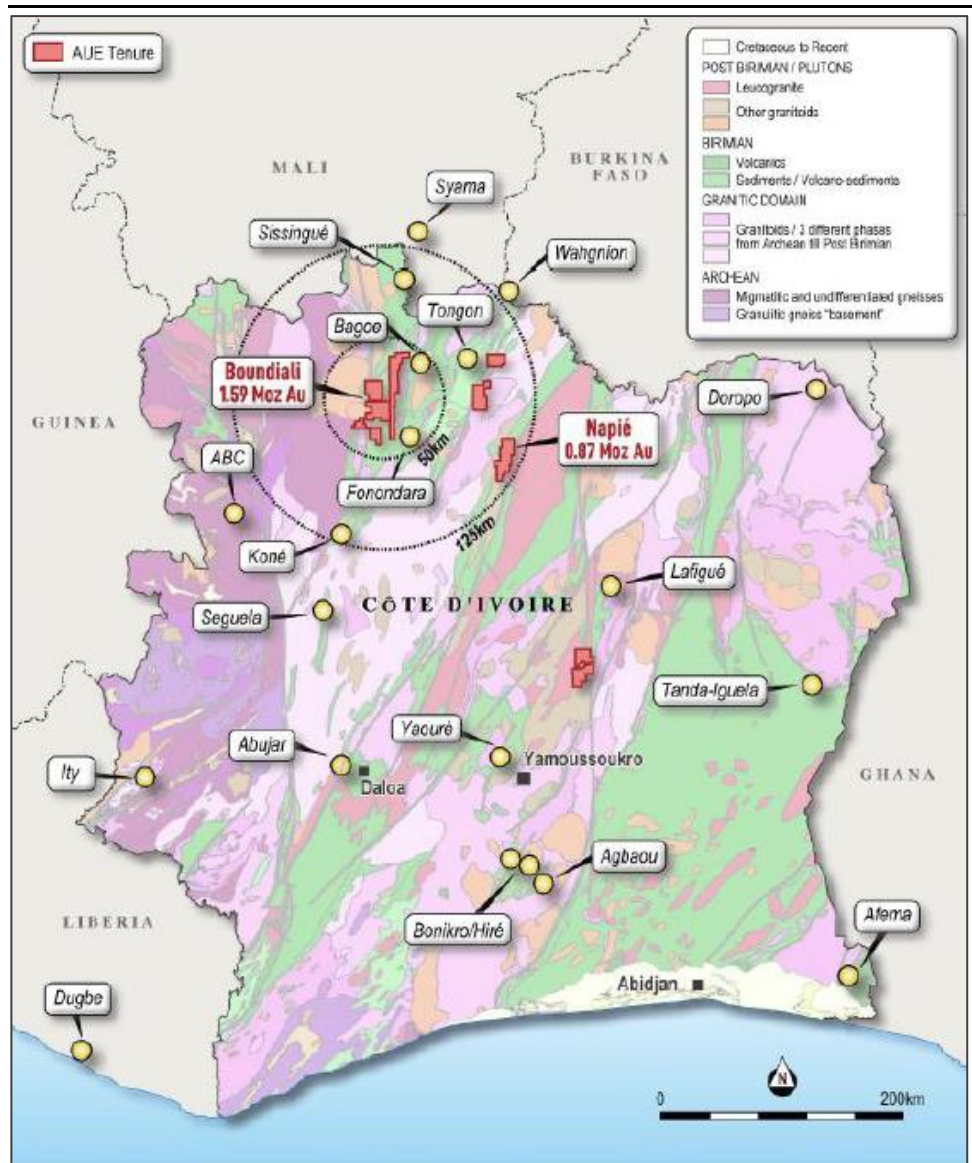 AUE Tenure
Cretaceous to Recent
POST BIRIMIAN / PLUTONS
Leucogranite
Other granitoids
BIRIMIAN
Volcanics
Sediments / Volcano-sediments
GRANITIC DOMAIN
Granitoids / 3 different phases
from Archean till Post Birimian
ARCHEAN
Migmatitic and undifferentiated gneisses
Granulitic gneiss "basement"
MALI
BURKINA
FASO
Syama
Sissingué
Wahgnion
Bagoe
Tongon
Boundiali
1.59 Moz Au
Doropo
GUINEA
Napié
0.87 Moz Au
ABC
50km
Fonondara
125km
Koné
Lafigué
CÔTE D'IVOIRE
Seguela
Tanda-Iguela
Yaouré
Abujar
Yamoussoukro
Ity
Daloa
GHANA
Agbaou
LIBERIA
Bonikro/Hiré
Afema
Abidjan
Dugbe
N
0
200km